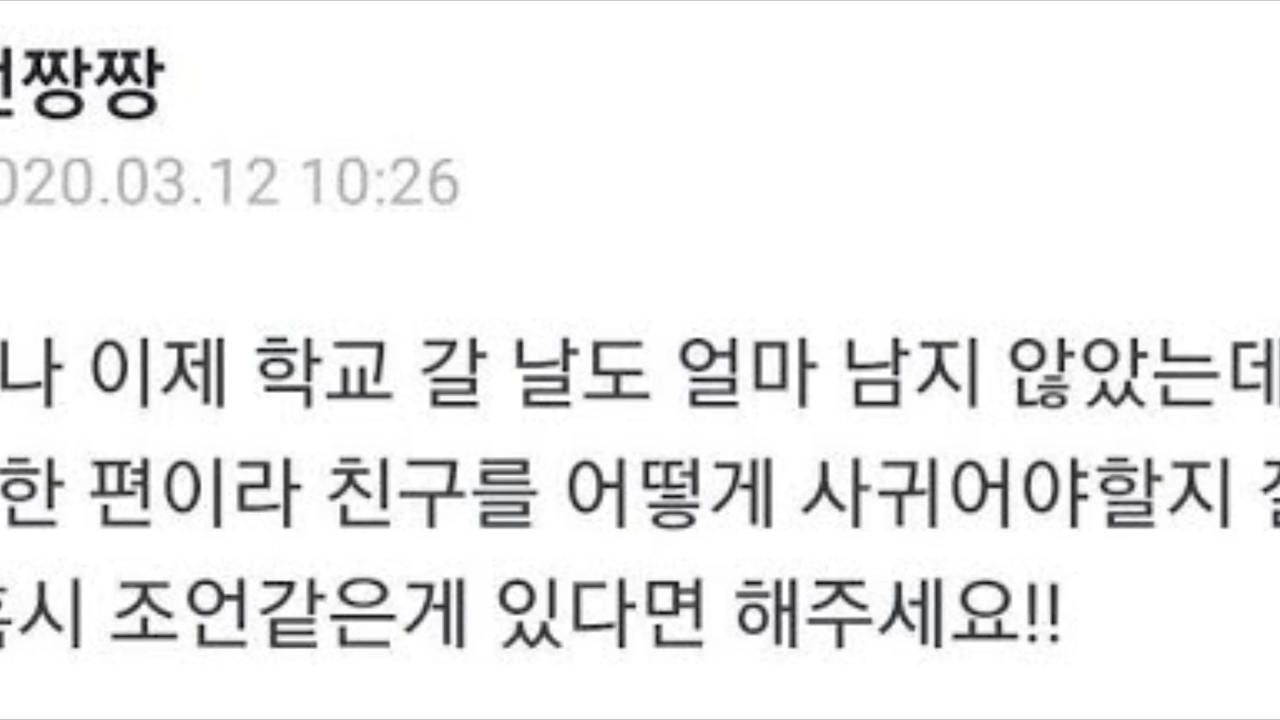 짱짱
020.03.12 10:26
나 이제 학교 갈 날도 얼마 남지 않았는데
한 편이라 친구를 어떻게 사귀어야할지
혹시 조언같은게 있다면 해주세요!!